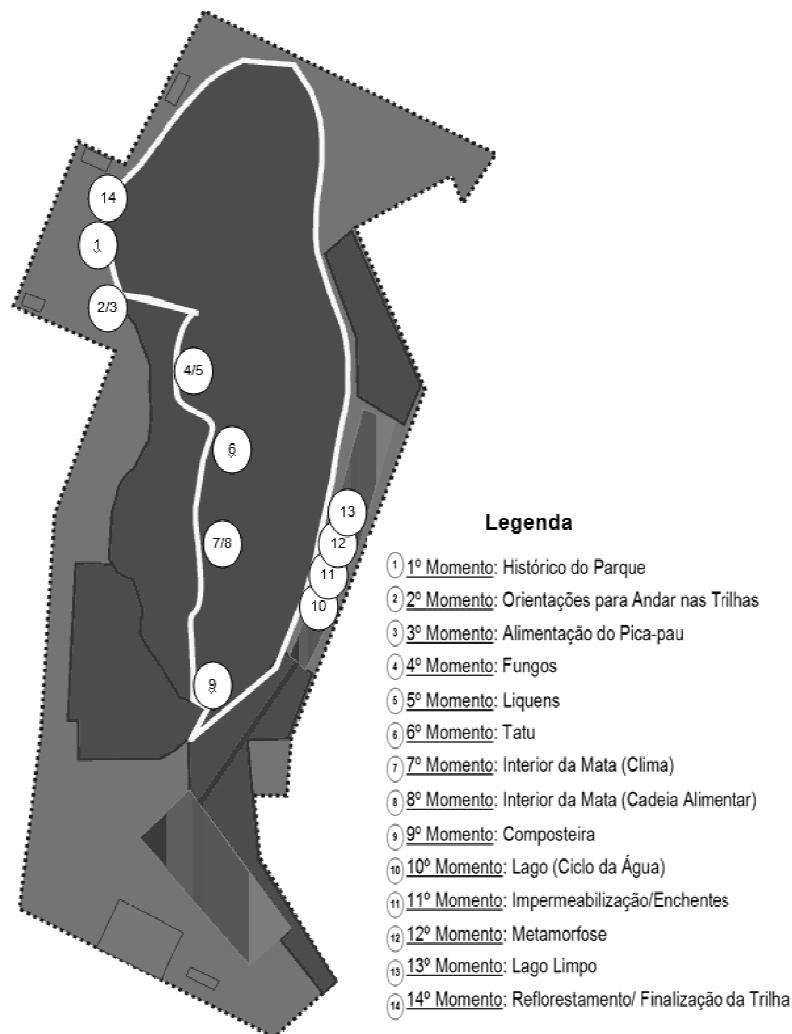 14
1
2/3
4/5
6
7/8
13
12
11
10
9
Legenda
1 1º Momento: Histórico do Parque
2 2º Momento: Orientações para Andar nas Trilhas
3 3º Momento: Alimentação do Pica-pau
4 4º Momento: Fungos
5 5º Momento: Liquens
6 6º Momento: Tatu
7 7º Momento: Interior da Mata (Clima)
8 8º Momento: Interior da Mata (Cadeia Alimentar)
9 9º Momento: Composteira
10 10º Momento: Lago (Ciclo da Água)
11 11º Momento: Impermeabilização/Enchentes
12 12º Momento: Metamorfose
13 13º Momento: Lago Limpo
14 14º Momento: Reflorestamento/ Finalização da Trilha